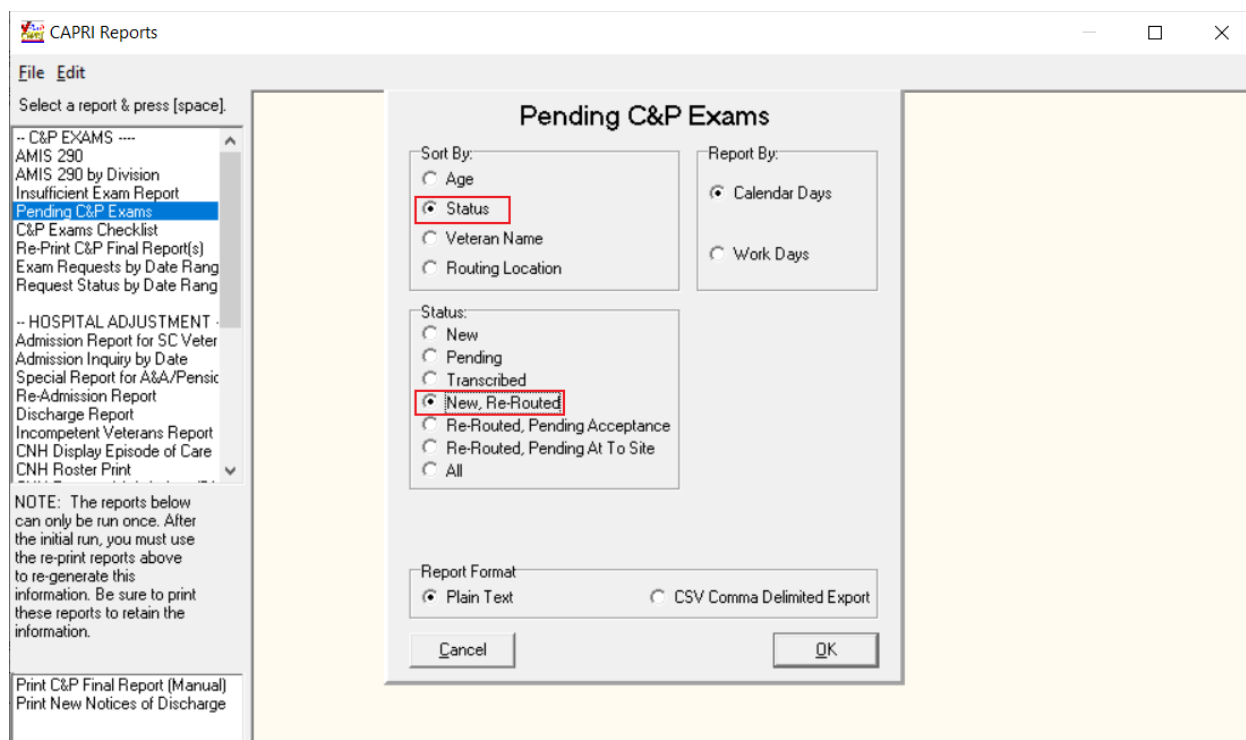 CAPRI Reports
File Edit
Select a report & press [space].
-- C&P EXAMS ----
AMIS 290
AMIS 290 by Division
Insufficient Exam Report
Pending C&P Exams
C&P Exams Checklist
Re-Print C&P Final Report(s)
Exam Requests by Date Rang
Request Status by Date Rang
-- HOSPITAL ADJUSTMENT -
Admission Report for SC Veter
Admission Inquiry by Date
Special Report for A&A/Pensic
Re-Admission Report
Discharge Report
Incompetent Veterans Report
CNH Display Episode of Care
CNH Roster Print
NOTE: The reports below
can only be run once. After
the initial run, you must use
the re-print reports above
to re-generate this
information. Be sure to print
these reports to retain the
information.
Print C&P Final Report (Manual)
Print New Notices of Discharge
Pending C&P Exams
Sort By:
Age
Status
Veteran Name
Routing Location
Report By:
Calendar Days
Work Days
Status:
New
Pending
Transcribed
New, Re-Routed
Re-Routed, Pending Acceptance
Re-Routed, Pending At To Site
All
Report Format
Plain Text
CSV Comma Delimited Export
Cancel
OK